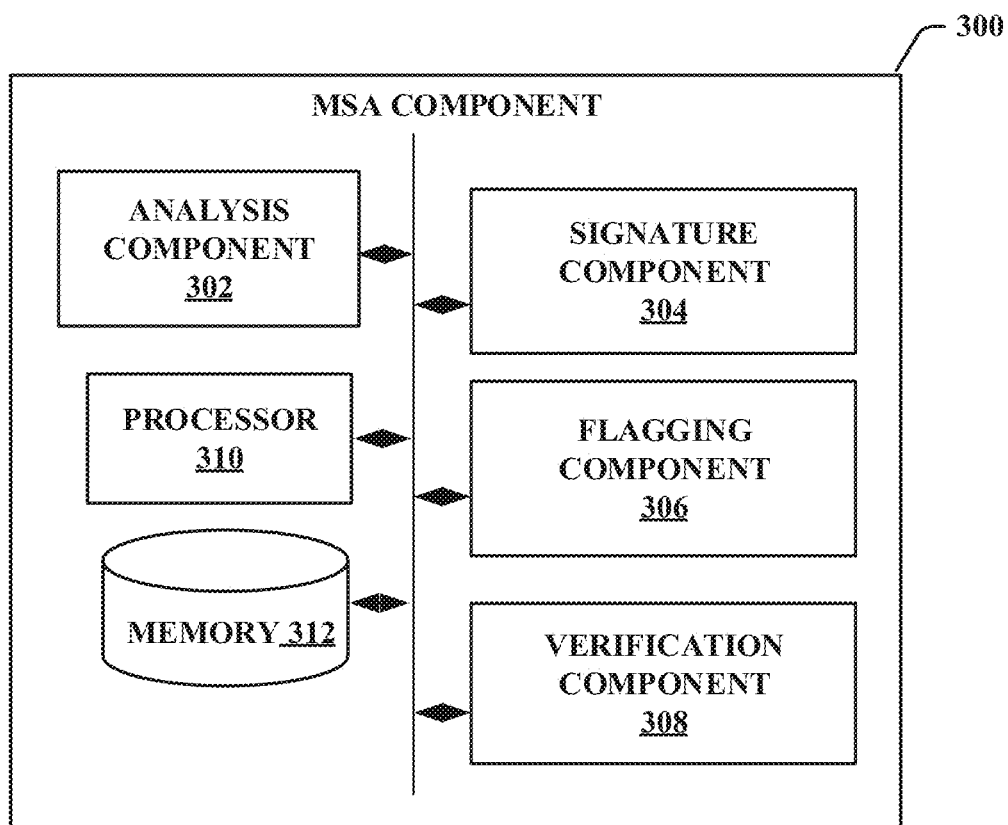 300
MSA COMPONENT
ANALYSIS
COMPONENT
302
SIGNATURE
COMPONENT
304
PROCESSOR
310
FLAGGING
COMPONENT
306
MEMORY 312
VERIFICATION
COMPONENT
308